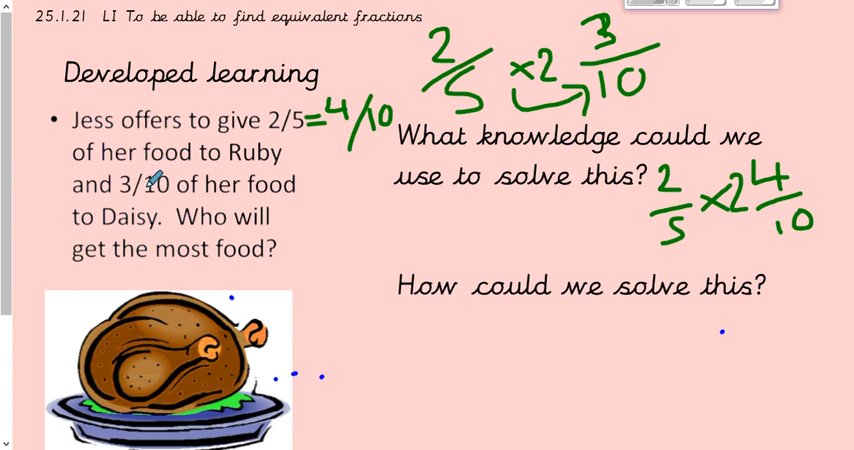 25.1.21 LI To be able to find equivalent fractions
Developed learning
• Jess offers to give 2/5=4/10
of her food to Ruby
and 3/10 of her food
to Daisy. Who will
get the most food?
2/5 ×2 3/10
What knowledge could we
use to solve this?
2/5 ×2 4/10
How could we solve this?